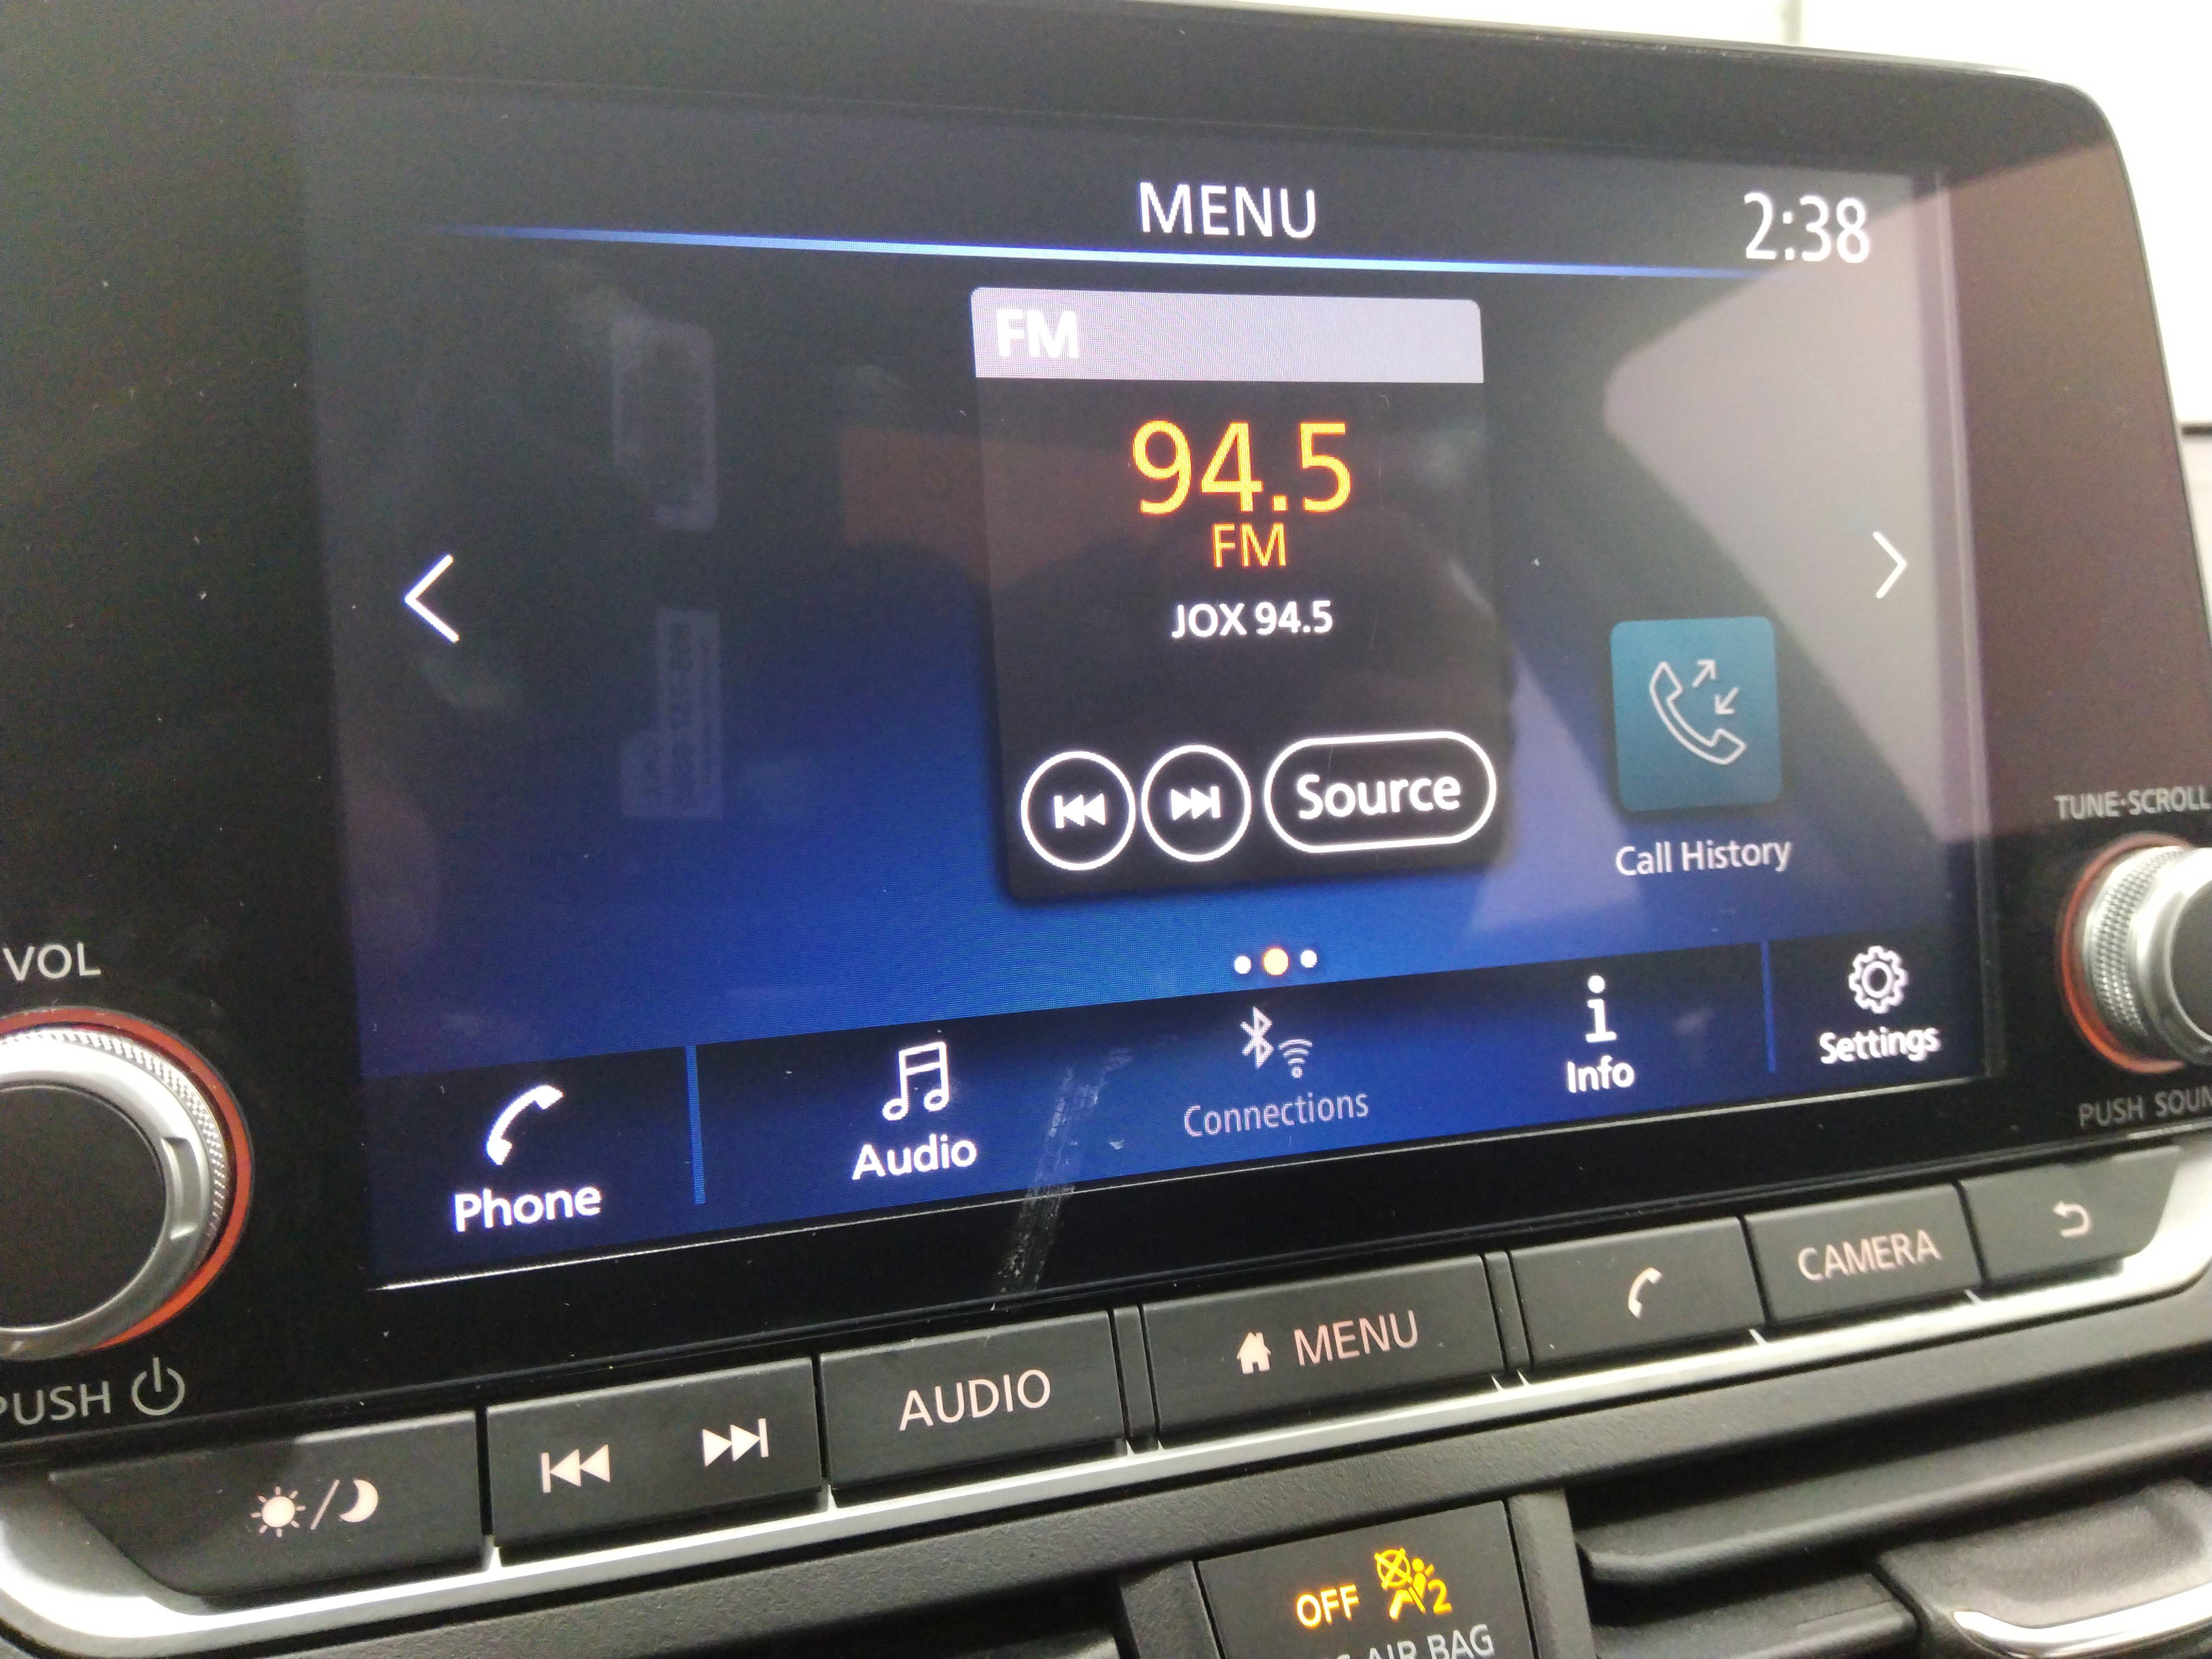 MENU
2:38
FM
94.5
FM
JOX 94.5
Source
Call History
TUNE·SCROLL
VOL
Settings
Info
Connections
Audio
Phone
PUSH
PUSH
CAMERA
MENU
AUDIO
OFF
2
AIR BAG